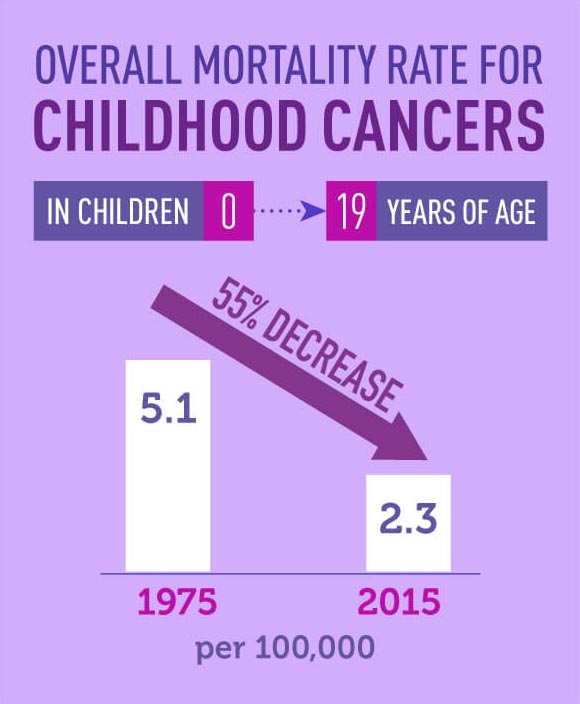 OVERALL MORTALITY RATE FOR
CHILDHOOD CANCERS
IN CHILDREN 0 19 YEARS OF AGE
55% DECREASE
5.1
2.3
1975 2015
per 100,000